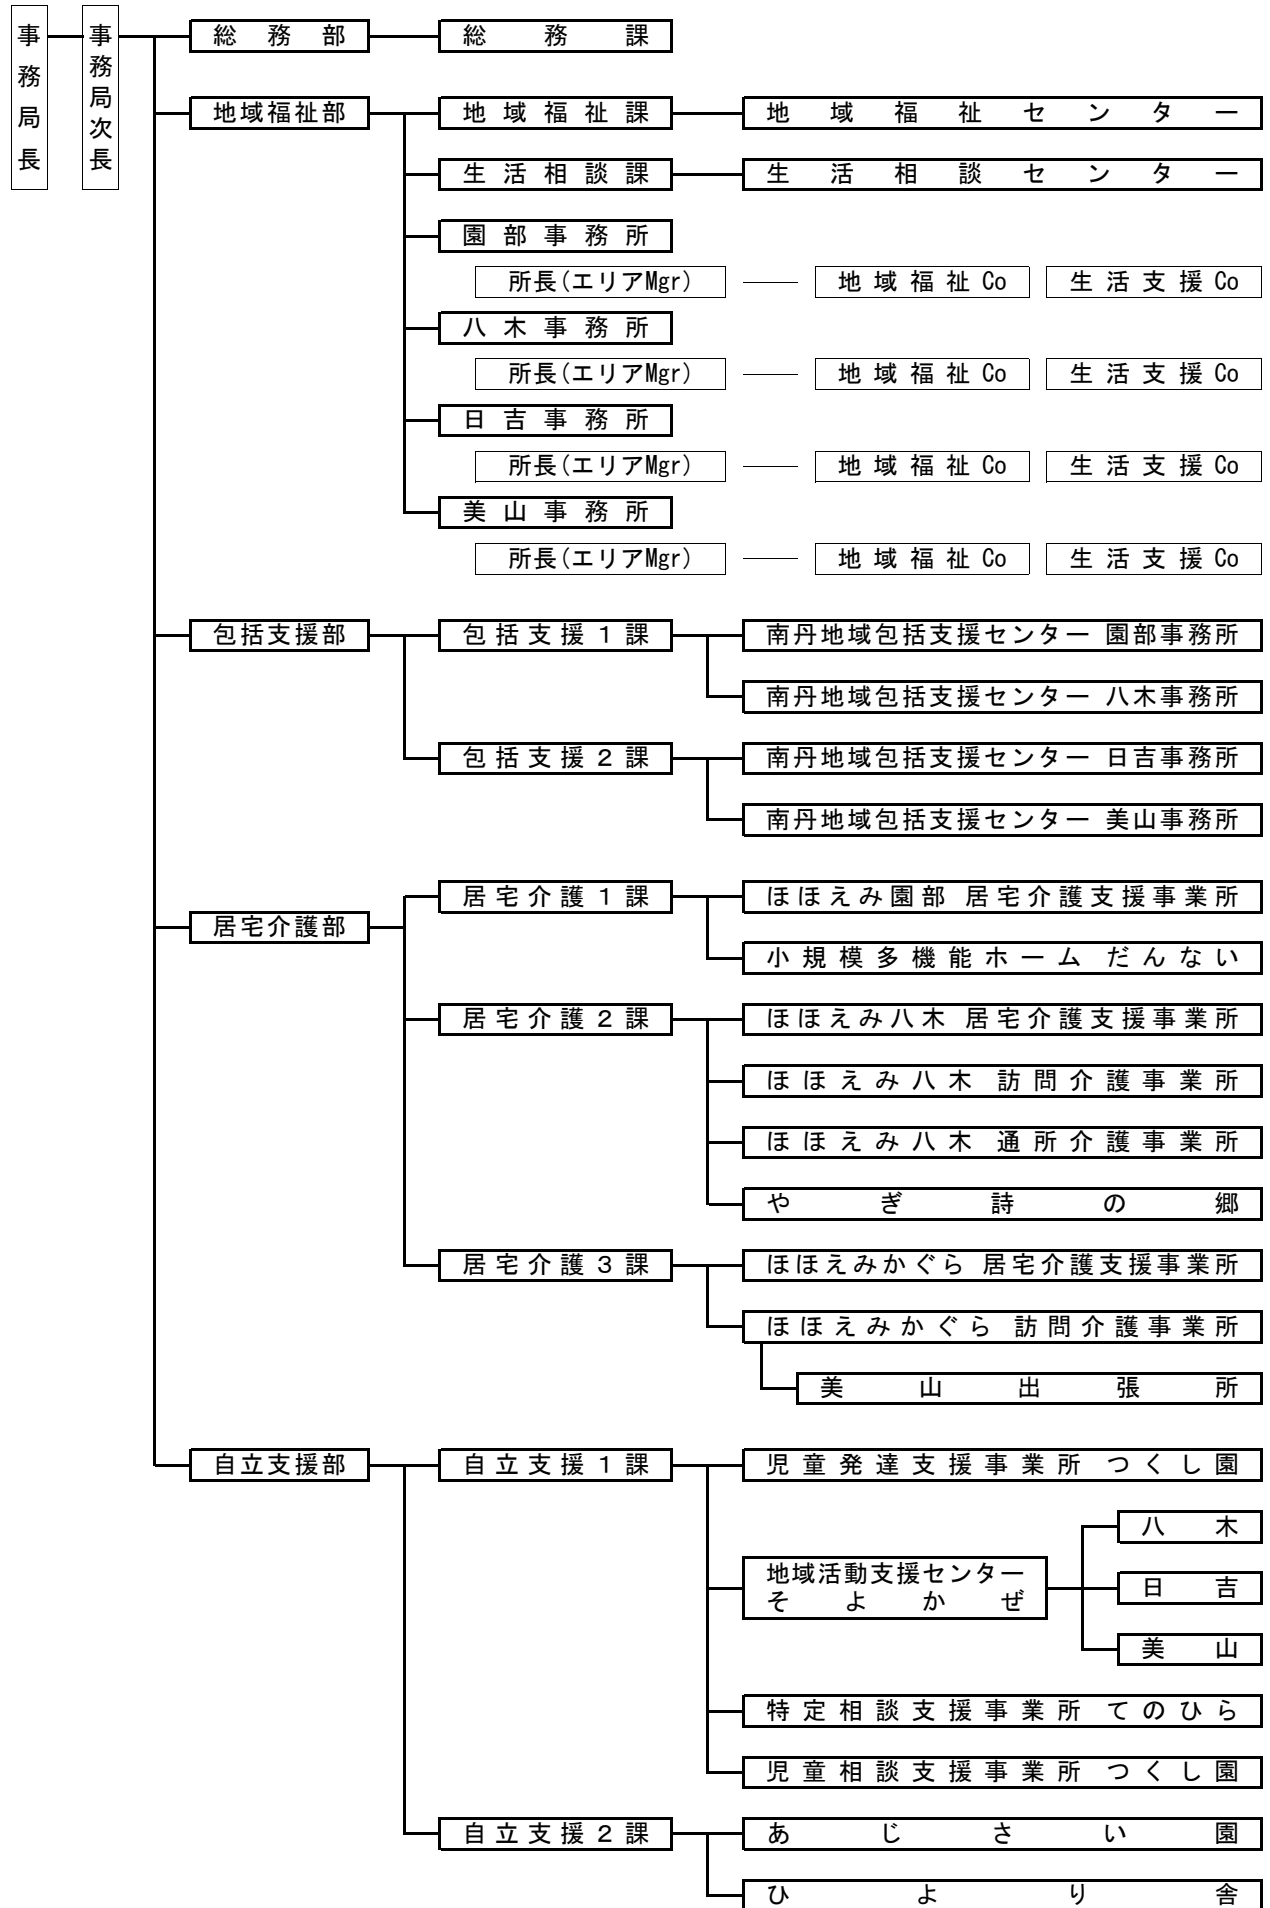 事務局長
事務局次長
総務部
総務課
地域福祉部
地域福祉課
地域福祉センター
生活相談課
生活相談センター
園部事務所
所長(エリアMgr)
地域福祉Co
生活支援Co
八木事務所
所長(エリアMgr)
地域福祉Co
生活支援Co
日吉事務所
所長(エリアMgr)
地域福祉Co
生活支援Co
美山事務所
所長(エリアMgr)
地域福祉Co
生活支援Co
包括支援部
包括支援1課
南丹地域包括支援センター 園部事務所
南丹地域包括支援センター 八木事務所
包括支援2課
南丹地域包括支援センター 日吉事務所
南丹地域包括支援センター 美山事務所
居宅介護部
居宅介護1課
ほほえみ園部 居宅介護支援事業所
小規模多機能ホーム だんない
居宅介護2課
ほほえみ八木 居宅介護支援事業所
ほほえみ八木 訪問介護事業所
ほほえみ八木 通所介護事業所
やぎ詩の郷
居宅介護3課
ほほえみかぐら 居宅介護支援事業所
ほほえみかぐら 訪問介護事業所
美山出張所
自立支援部
自立支援1課
児童発達支援事業所 つくし園
地域活動支援センター
そよかぜ
八木
日吉
美山
特定相談支援事業所 てのひら
児童相談支援事業所 つくし園
自立支援2課
あじさい園
ひより舎